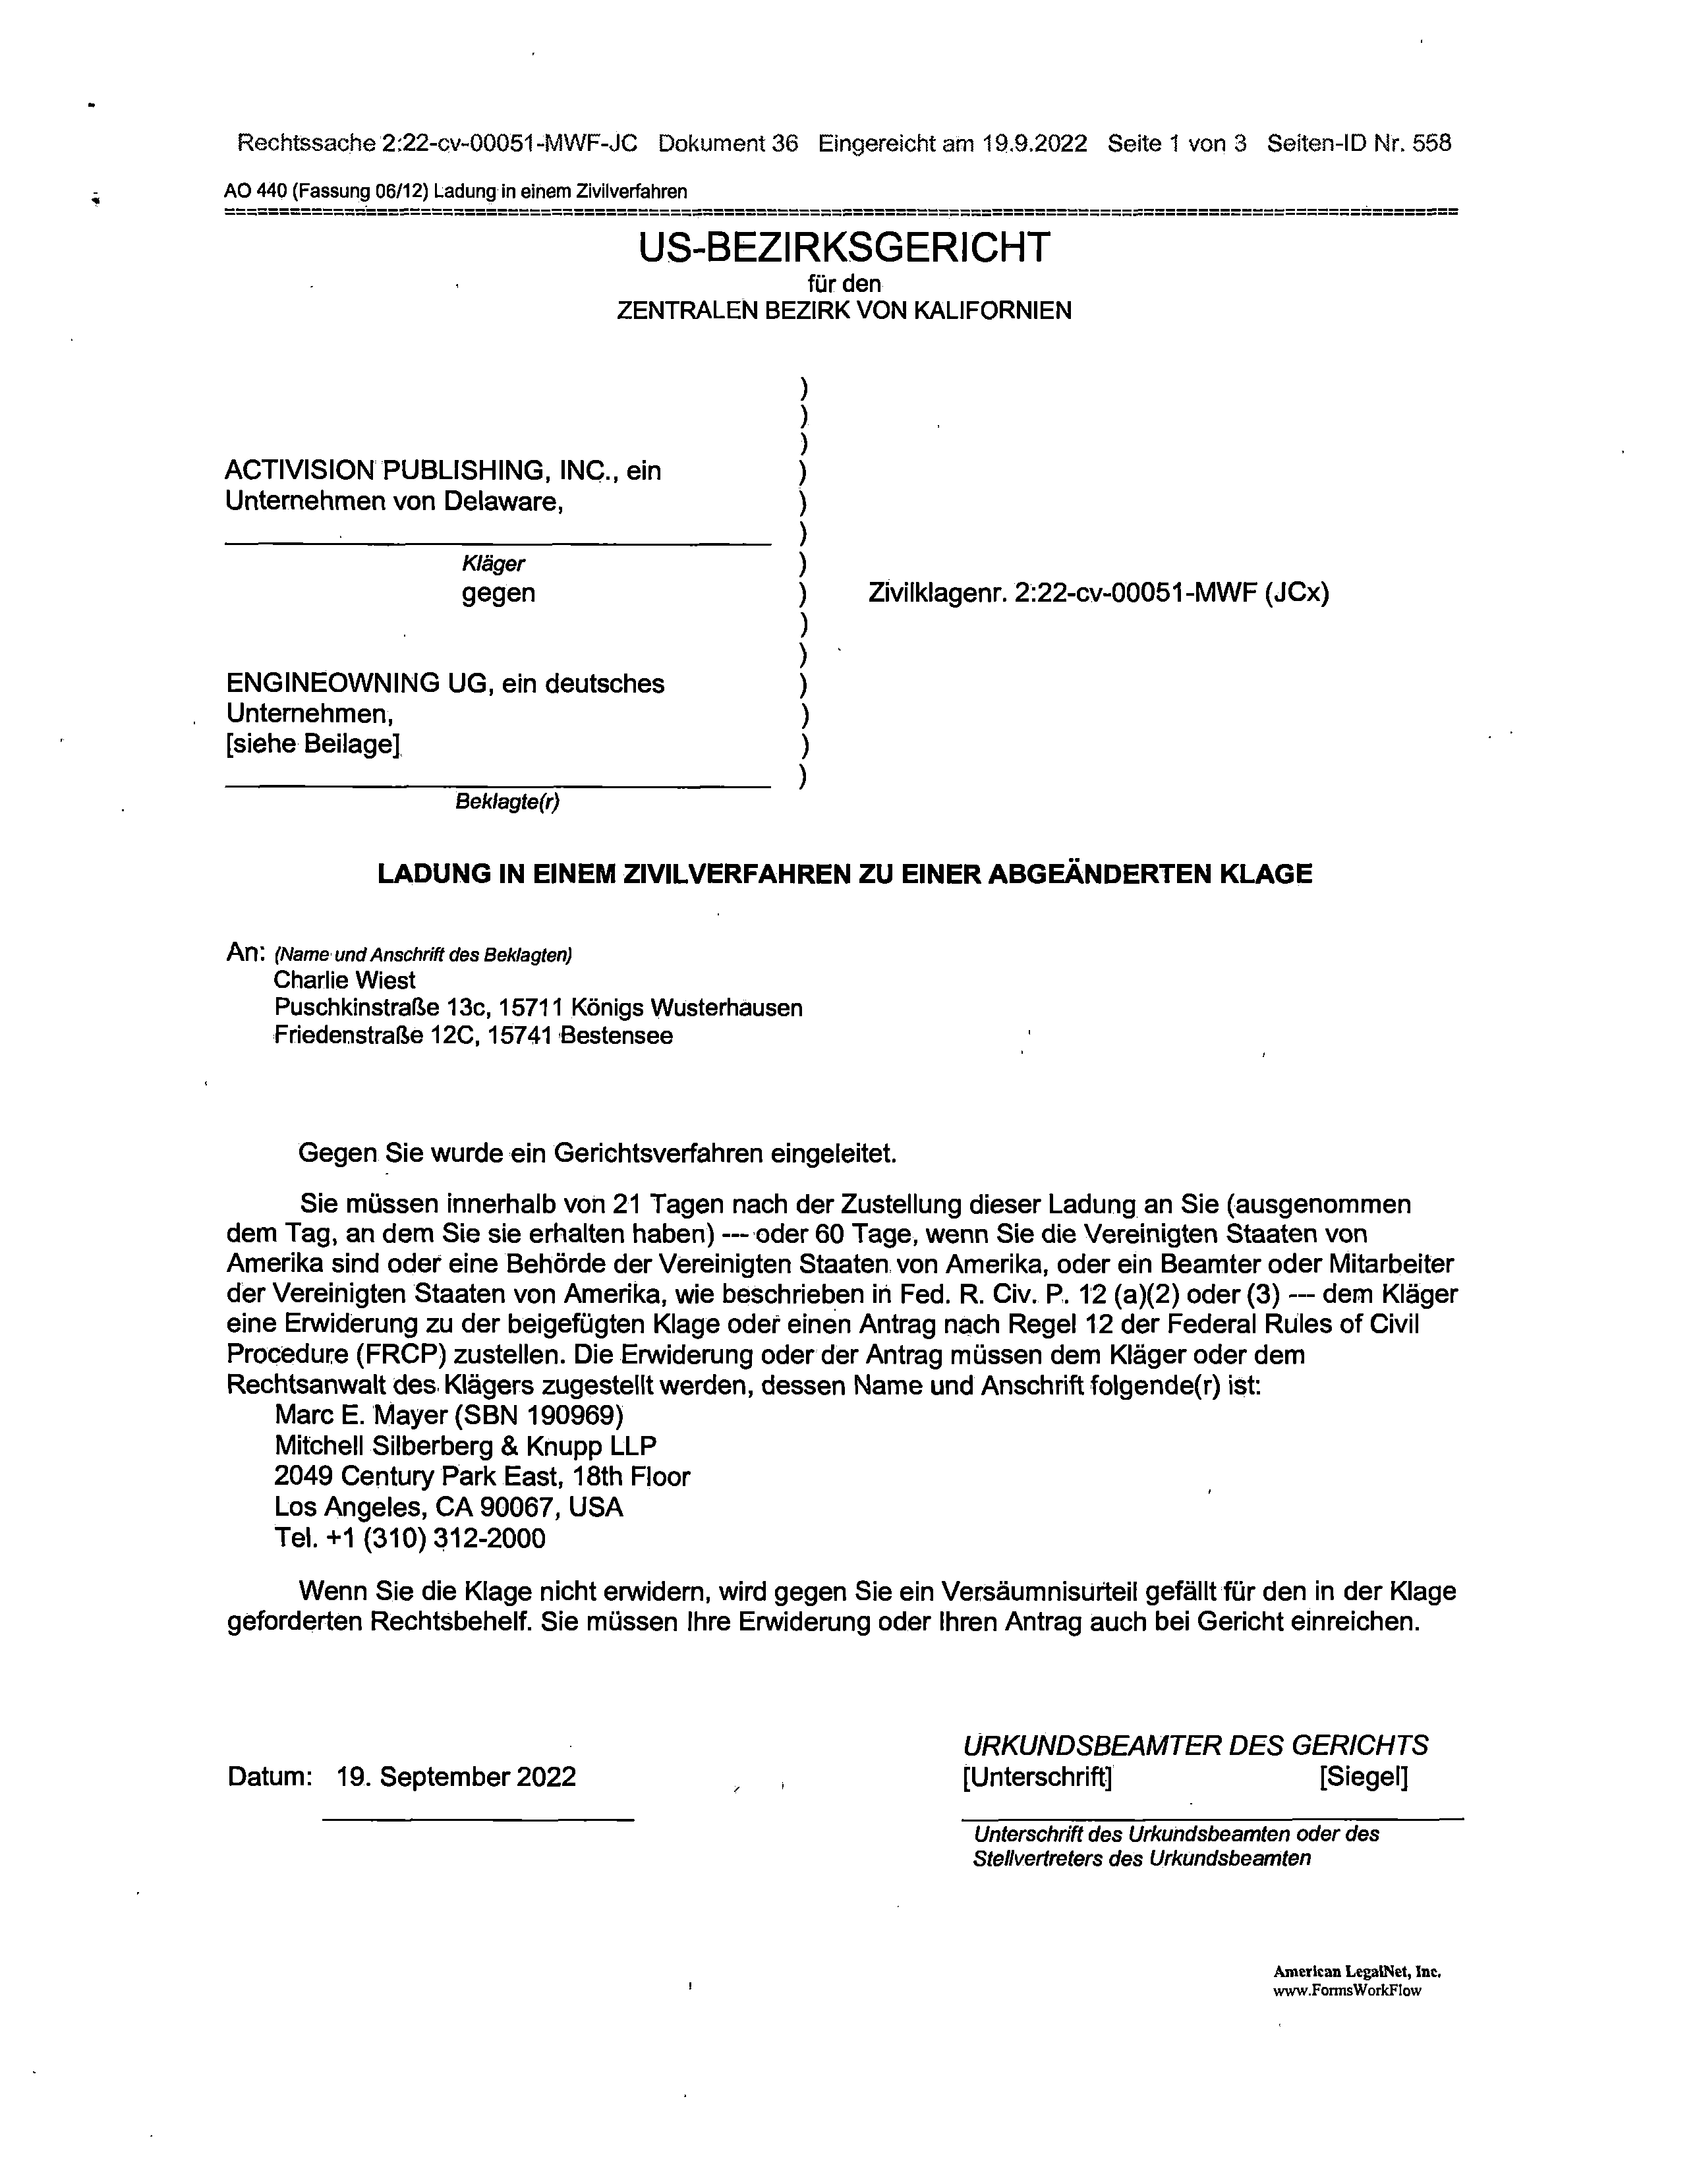 Rechtssache 2:22-cv-00051-MWF-JC Dokument 36 Eingereicht am 19.9.2022 Seite 1 von 3 Seiten-ID Nr. 558
AO 440 (Fassung 06/12) Ladung in einem Zivilverfahren
US-BEZIRKSGERICHT
für den
ZENTRALEN BEZIRK VON KALIFORNIEN
)
)
)
ACTIVISION PUBLISHING, INC., ein )
Unternehmen von Delaware, )
)
Kläger )
gegen ) Zivilklagenr. 2:22-cv-00051-MWF (JCx)
)
)
ENGINEOWNING UG, ein deutsches )
Unternehmen, )
[siehe Beilage] )
)
Beklagte(r)
LADUNG IN EINEM ZIVILVERFAHREN ZU EINER ABGEÄNDERTEN KLAGE
An: (Name und Anschrift des Beklagten)
Charlie Wiest
Puschkinstraße 13c, 15711 Königs Wusterhausen
Friedenstraße 12C, 15741 Bestensee
Gegen Sie wurde ein Gerichtsverfahren eingeleitet.
Sie müssen innerhalb von 21 Tagen nach der Zustellung dieser Ladung an Sie (ausgenommen
dem Tag, an dem Sie sie erhalten haben) --- oder 60 Tage, wenn Sie die Vereinigten Staaten von
Amerika sind oder eine Behörde der Vereinigten Staaten von Amerika, oder ein Beamter oder Mitarbeiter
der Vereinigten Staaten von Amerika, wie beschrieben in Fed. R. Civ. P. 12 (a)(2) oder (3) --- dem Kläger
eine Erwiderung zu der beigefügten Klage oder einen Antrag nach Regel 12 der Federal Rules of Civil
Procedure (FRCP) zustellen. Die Erwiderung oder der Antrag müssen dem Kläger oder dem
Rechtsanwalt des Klägers zugestellt werden, dessen Name und Anschrift folgende(r) ist:
Marc E. Mayer (SBN 190969)
Mitchell Silberberg & Knupp LLP
2049 Century Park East, 18th Floor
Los Angeles, CA 90067, USA
Tel. +1 (310) 312-2000
Wenn Sie die Klage nicht erwidern, wird gegen Sie ein Versäumnisurteil gefällt für den in der Klage
geforderten Rechtsbehelf. Sie müssen Ihre Erwiderung oder Ihren Antrag auch bei Gericht einreichen.
URKUNDSBEAMTER DES GERICHTS
Datum: 19. September 2022 [Unterschrift] [Siegel]
Unterschrift des Urkundsbeamten oder des
Stellvertreters des Urkundsbeamten
American LegalNet, Inc.
www.FormsWorkFlow